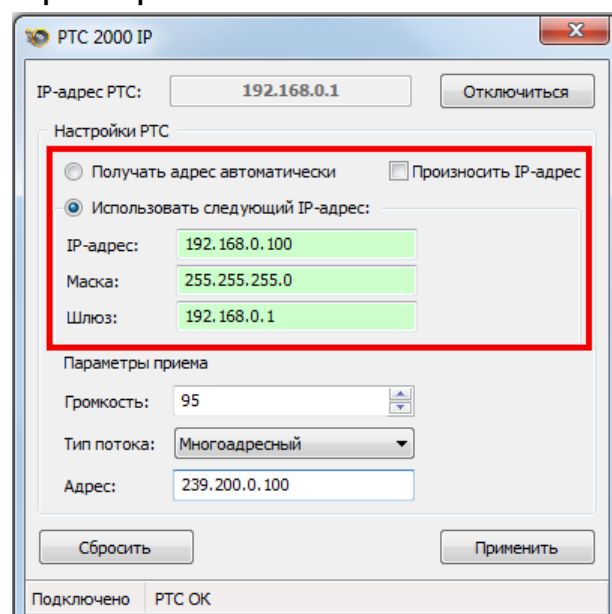 РТС 2000 IP
IP-адрес РТС: 192.168.0.1 Отключиться
Настройки РТС
Получать адрес автоматически Произносить IP-адрес
Использовать следующий IP-адрес:
IP-адрес: 192.168.0.100
Маска: 255.255.255.0
Шлюз: 192.168.0.1
Параметры приема
Громкость: 95
Тип потока: Многоадресный
Адрес: 239.200.0.100
Сбросить Применить
Подключено РТС OK